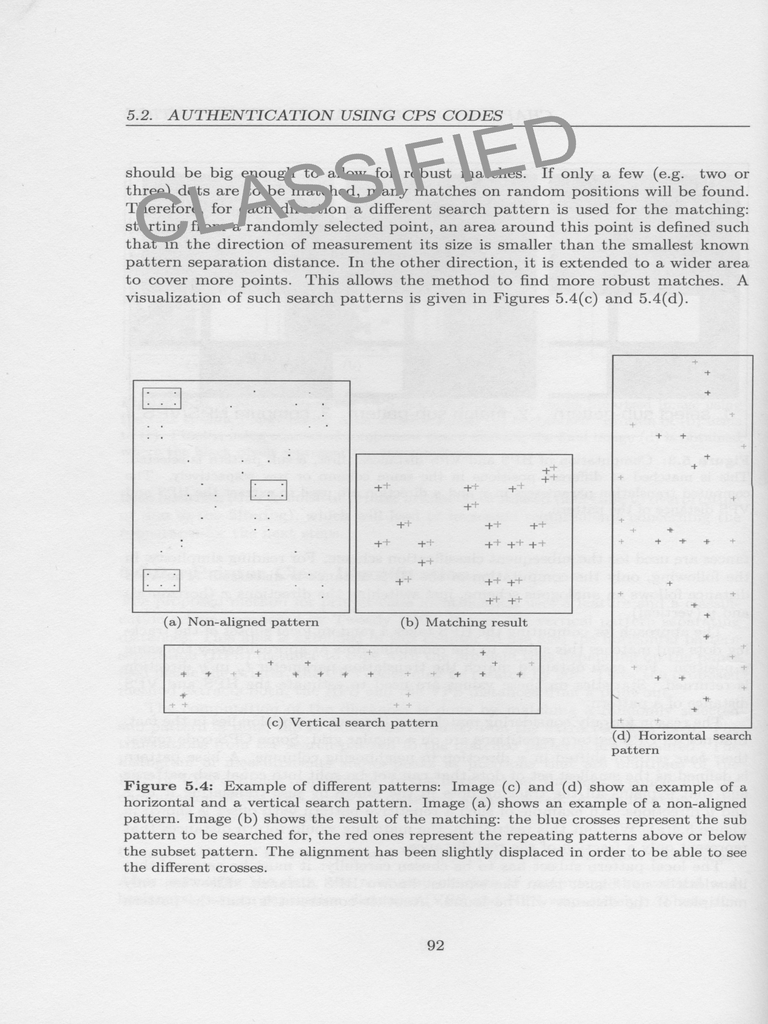 5.2. AUTHENTICATION USING CPS CODES
CLASSIFIED
should be big enough to allow for robust matches. If only a few (e.g. two or
three) dots are to be matched, many matches on random positions will be found.
Therefore, for each direction a different search pattern is used for the matching:
starting from a randomly selected point, an area around this point is defined such
that in the direction of measurement its size is smaller than the smallest known
pattern separation distance. In the other direction, it is extended to a wider area
to cover more points. This allows the method to find more robust matches. A
visualization of such search patterns is given in Figures 5.4(c) and 5.4(d).
(a) Non-aligned pattern
(b) Matching result
(c) Vertical search pattern
(d) Horizontal search
pattern
Figure 5.4: Example of different patterns: Image (c) and (d) show an example of a
horizontal and a vertical search pattern. Image (a) shows an example of a non-aligned
pattern. Image (b) shows the result of the matching: the blue crosses represent the sub
pattern to be searched for, the red ones represent the repeating patterns above or below
the subset pattern. The alignment has been slightly displaced in order to be able to see
the different crosses.
92